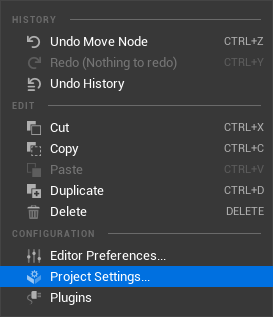 HISTORY
Undo Move Node CTRL+Z
Redo (Nothing to redo) CTRL+Y
Undo History
EDIT
Cut CTRL+X
Copy CTRL+C
Paste CTRL+V
Duplicate CTRL+D
Delete DELETE
CONFIGURATION
Editor Preferences...
Project Settings...
Plugins